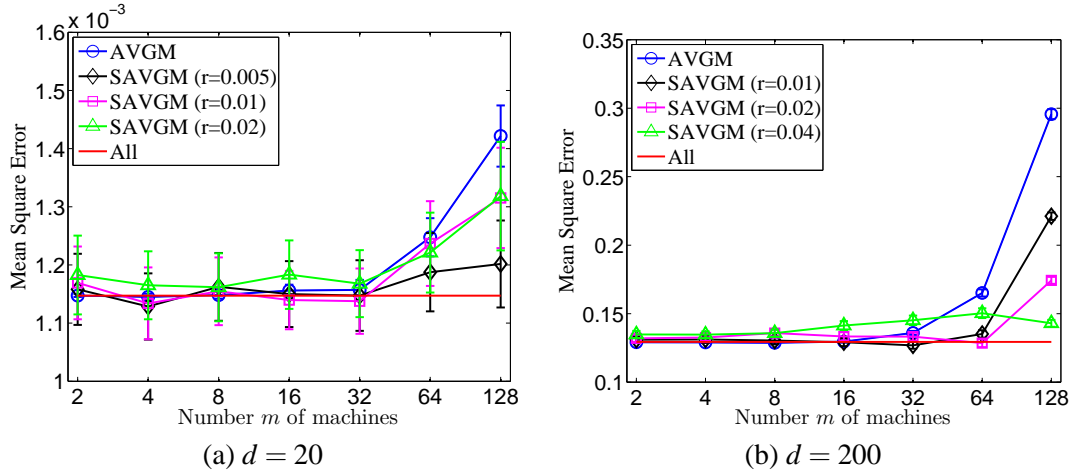 × 10⁻³
1.6
1.5
1.4
1.3
1.2
1.1
1
Mean Square Error
AVGM
SAVGM (r=0.005)
SAVGM (r=0.01)
SAVGM (r=0.02)
All
2 4 8 16 32 64 128
Number m of machines
(a) d = 20
0.35
0.3
0.25
0.2
0.15
0.1
Mean Square Error
AVGM
SAVGM (r=0.01)
SAVGM (r=0.02)
SAVGM (r=0.04)
All
2 4 8 16 32 64 128
Number m of machines
(b) d = 200